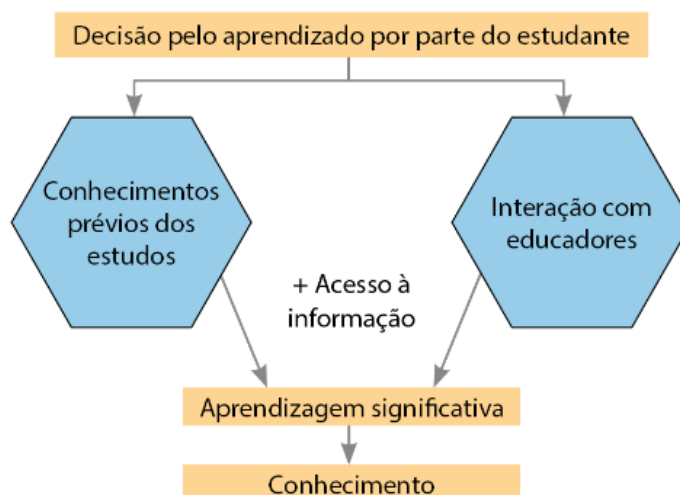 Decisão pelo aprendizado por parte do estudante
Conhecimentos
prévios dos
estudos
Interação com
educadores
+ Acesso à
informação
Aprendizagem significativa
Conhecimento